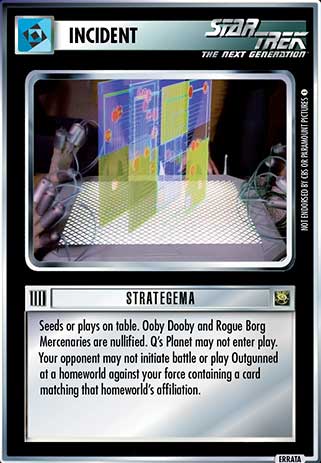 INCIDENT
STAR TREK
THE NEXT GENERATION
NOT ENDORSED BY CBS OR PARAMOUNT PICTURES
STRATEGEMA
Seeds or plays on table. Ooby Dooby and Rogue Borg
Mercenaries are nullified. Q's Planet may not enter play.
Your opponent may not initiate battle or play Outgunned
at a homeworld against your force containing a card
matching that homeworld's affiliation.
ERRATA